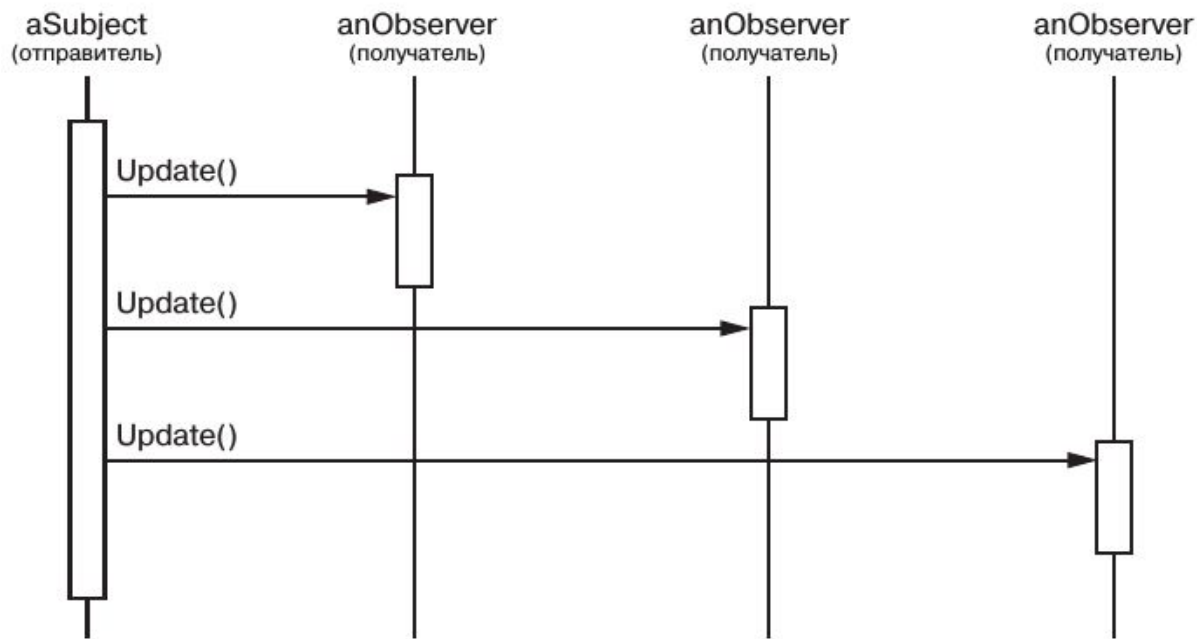 aSubject
(отправитель)
anObserver
(получатель)
anObserver
(получатель)
anObserver
(получатель)
Update()
Update()
Update()